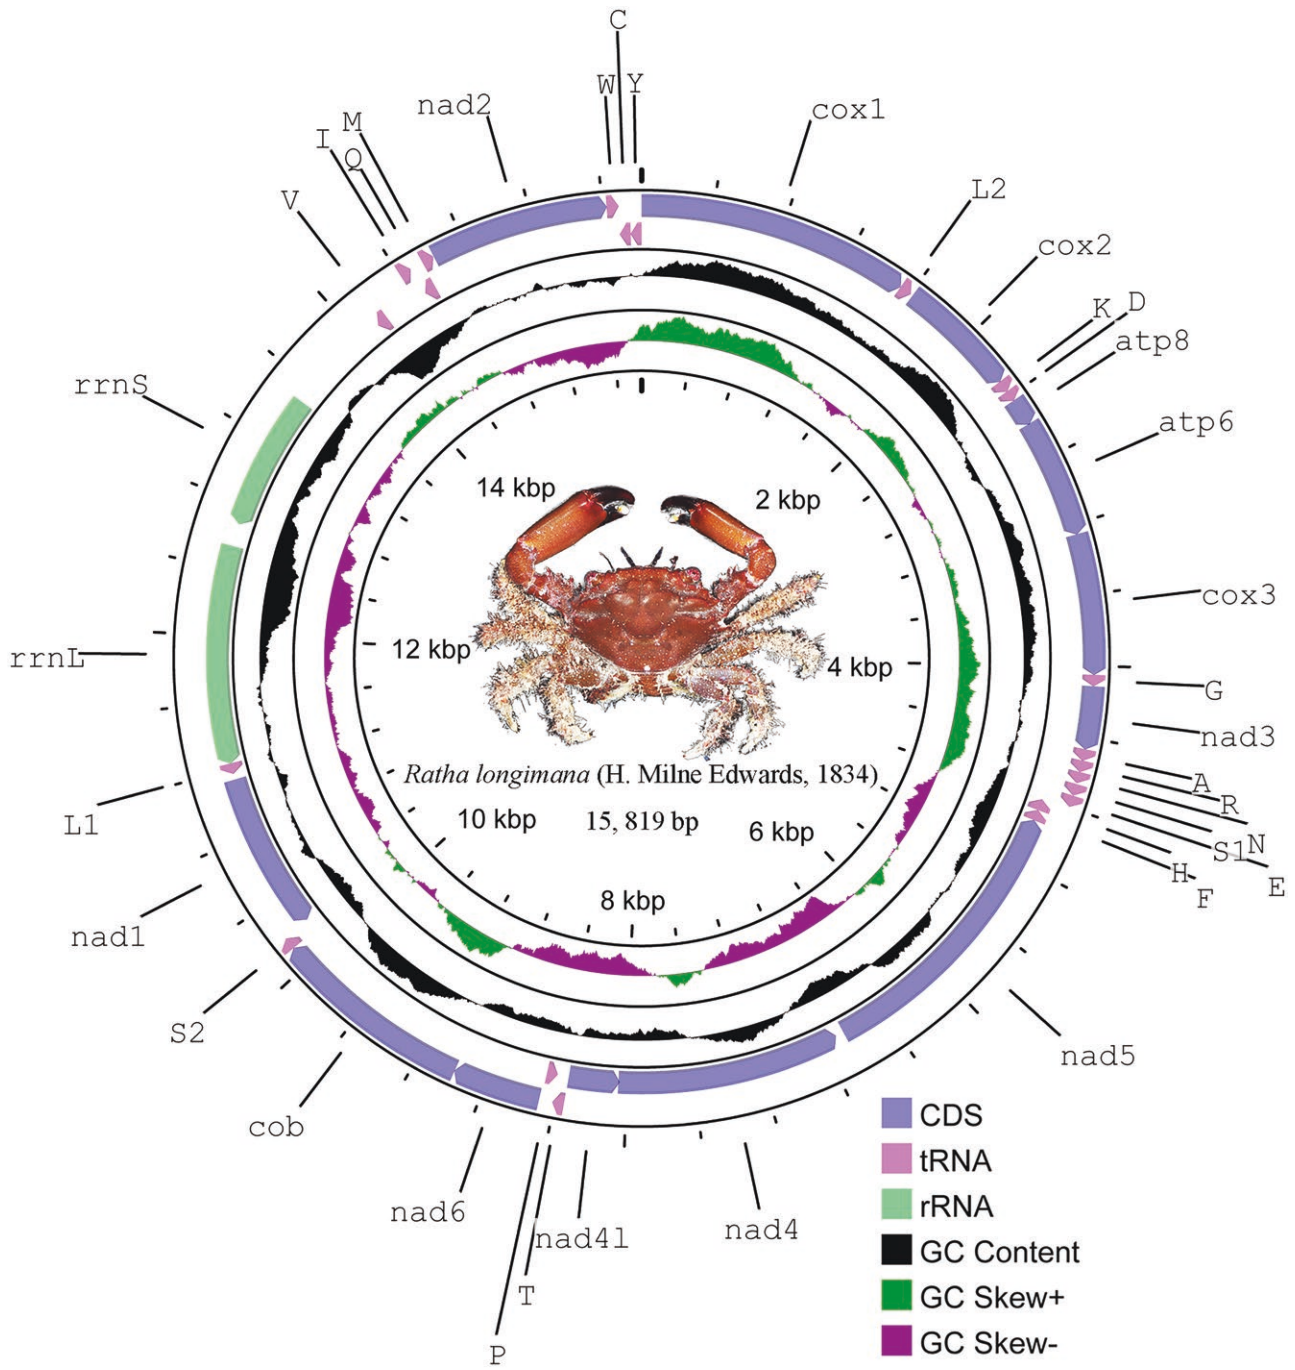 C
W Y
nad2
cox1
M
I
Q
V
L2
cox2
K D
atp8
atp6
rrnS
14 kbp
2 kbp
cox3
rrnL
12 kbp
4 kbp
G
nad3
Ratha longimana (H. Milne Edwards, 1834)
A
R
L1
10 kbp
15, 819 bp
6 kbp
S1 N
H
E
F
8 kbp
nad1
S2
nad5
cob
nad6
nad4l
nad4
T
P
CDS
tRNA
rRNA
GC Content
GC Skew+
GC Skew-